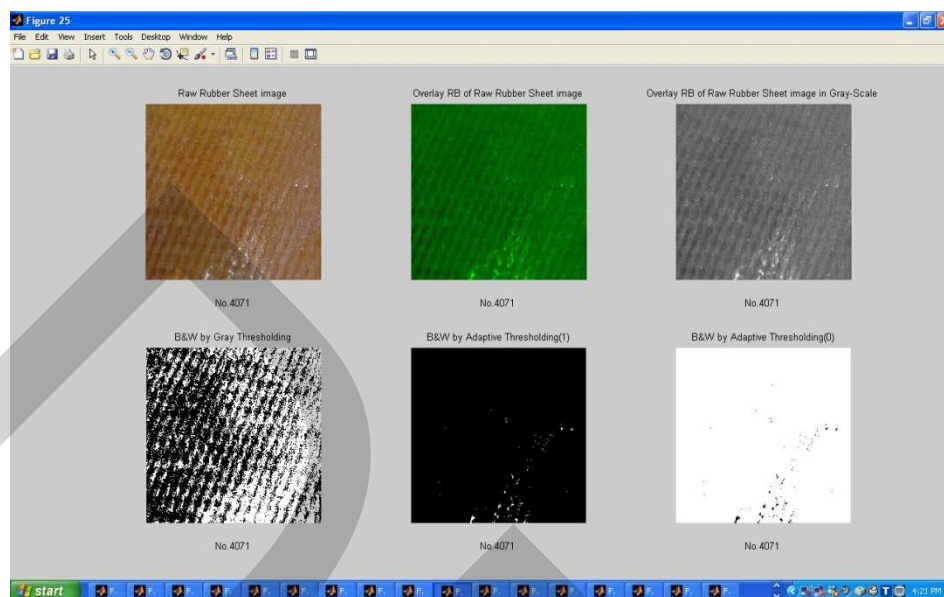 Figure 25
File Edit View Insert Tools Desktop Window Help
Raw Rubber Sheet image
Overlay RB of Raw Rubber Sheet image
Overlay RB of Raw Rubber Sheet image in Gray-Scale
No.4071
No.4071
No.4071
B&W by Gray Thresholding
B&W by Adaptive Thresholding(1)
B&W by Adaptive Thresholding(0)
No.4071
No.4071
No.4071
start F. F. F. F. F. F. F. F. F. F. F. F. F. F. F. F. T 4:21 PM